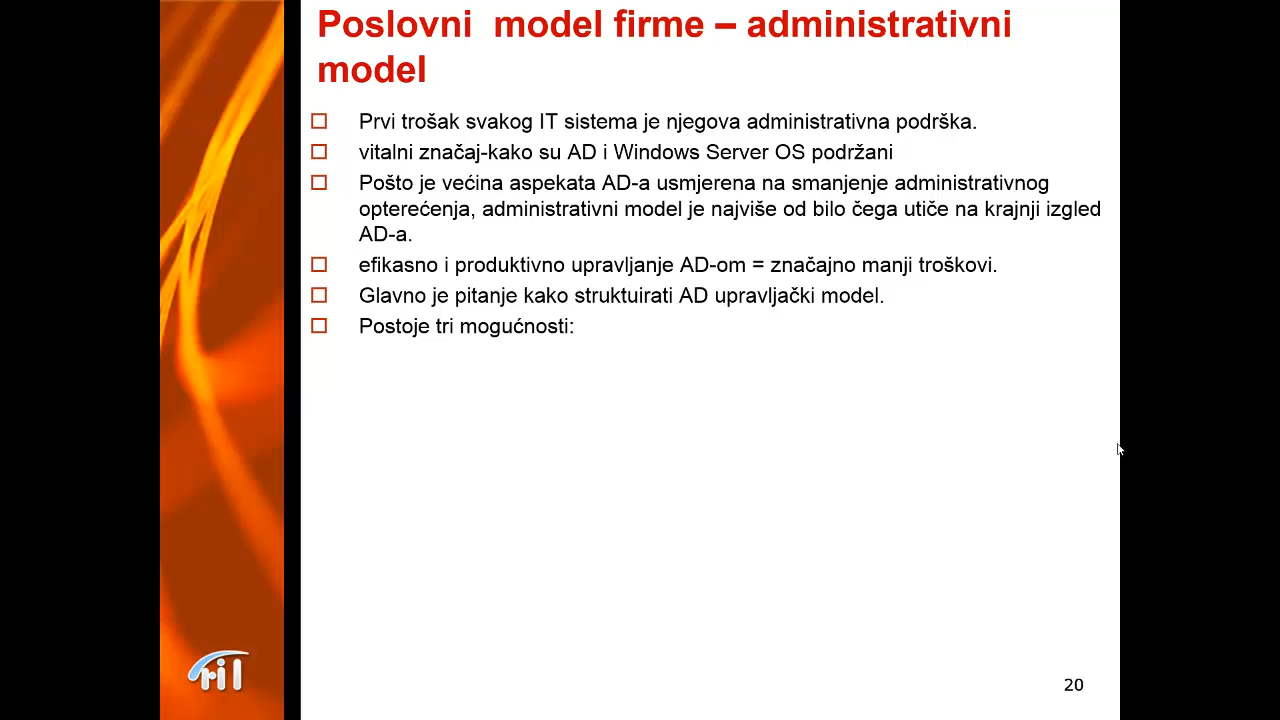 Poslovni  model firme – administrativni
model
Prvi trošak svakog IT sistema je njegova administrativna podrška.
vitalni značaj-kako su AD i Windows Server OS podržani
Pošto je većina aspekata AD-a usmjerena na smanjenje administrativnog
opterećenja, administrativni model je najviše od bilo čega utiče na krajnji izgled
AD-a.
efikasno i produktivno upravljanje AD-om = značajno manji troškovi.
Glavno je pitanje kako struktuirati AD upravljački model.
Postoje tri mogućnosti:
ril
20